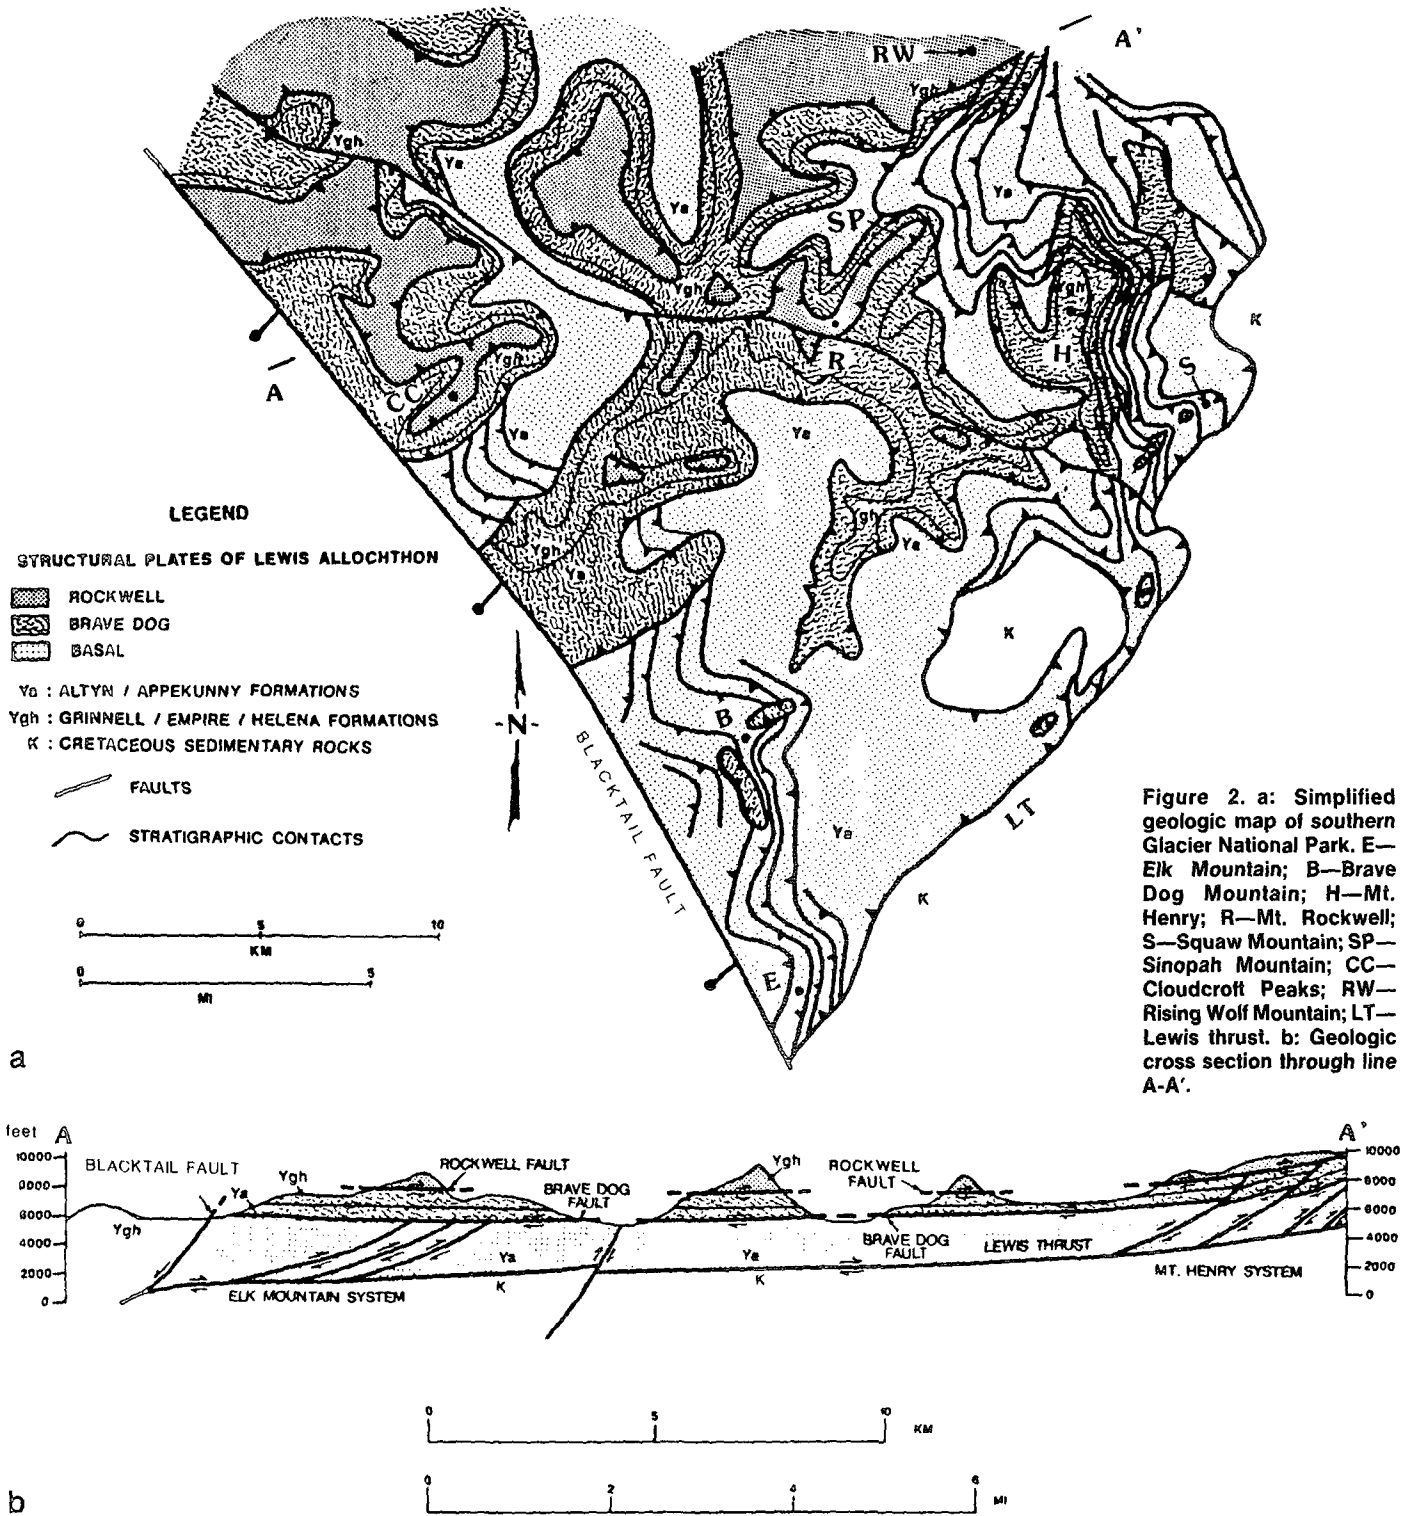 RW
A'
Ygh
Ygh
Ya
Ya
Ya
SP
Ygh
Ygh
K
H
R
S
A
Ygh
CC
Ya
Ya
Ygh
Ya
Ygh
Ya
K
B
Ya
LT
K
E
BLACKTAIL FAULT
LEGEND
STRUCTURAL PLATES OF LEWIS ALLOCHTHON
ROCKWELL
BRAVE DOG
BASAL
Ya : ALTYN / APPEKUNNY FORMATIONS
Ygh : GRINNELL / EMPIRE / HELENA FORMATIONS
K : CRETACEOUS SEDIMENTARY ROCKS
FAULTS
STRATIGRAPHIC CONTACTS
-N-
0 5 10
KM
0 5
MI
a
Figure 2. a: Simplified
geologic map of southern
Glacier National Park. E—
Elk Mountain; B—Brave
Dog Mountain; H—Mt.
Henry; R—Mt. Rockwell;
S—Squaw Mountain; SP—
Sinopah Mountain; CC—
Cloudcroft Peaks; RW—
Rising Wolf Mountain; LT—
Lewis thrust. b: Geologic
cross section through line
A-A'.
feet A A'
10000
8000
6000
4000
2000
0
BLACKTAIL FAULT
Ygh
Ya
Ygh
ROCKWELL FAULT
BRAVE DOG
FAULT
Ygh
ROCKWELL
FAULT
BRAVE DOG
FAULT
LEWIS THRUST
Ya
Ya
K
K
ELK MOUNTAIN SYSTEM
MT. HENRY SYSTEM
10000
8000
6000
4000
2000
0
0 5 10
KM
0 2 4 6
MI
b